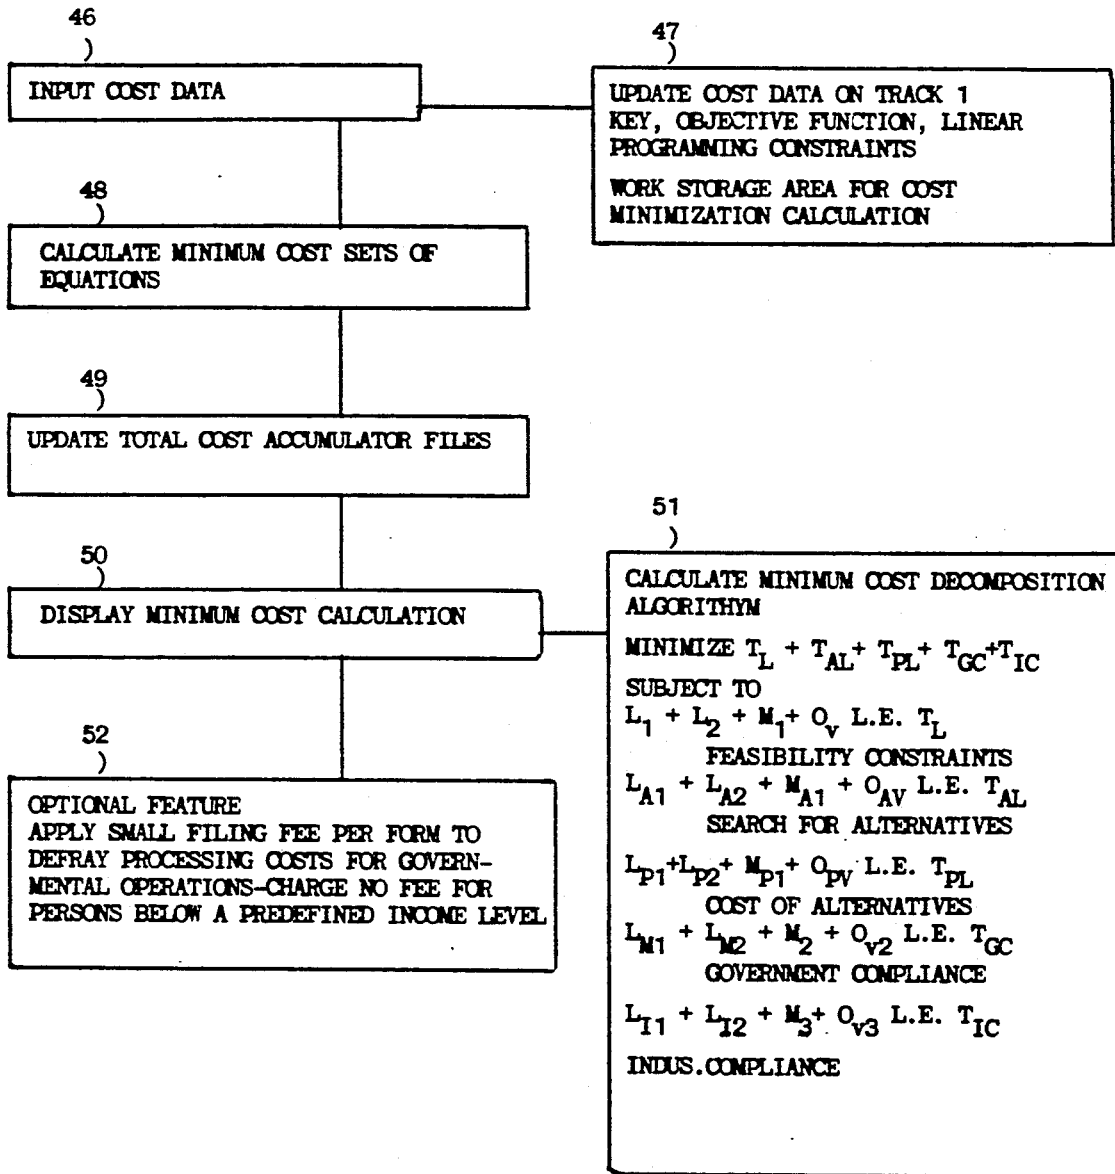 46
INPUT COST DATA
47
UPDATE COST DATA ON TRACK 1
KEY, OBJECTIVE FUNCTION, LINEAR
PROGRAMMING CONSTRAINTS
WORK STORAGE AREA FOR COST
MINIMIZATION CALCULATION
48
CALCULATE MINIMUM COST SETS OF
EQUATIONS
49
UPDATE TOTAL COST ACCUMULATOR FILES
50
DISPLAY MINIMUM COST CALCULATION
51
CALCULATE MINIMUM COST DECOMPOSITION
ALGORITHYM
MINIMIZE T_L + T_AL + T_PL + T_GC + T_IC
SUBJECT TO
L_1 + L_2 + M_1 + O_v L.E. T_L
FEASIBILITY CONSTRAINTS
L_A1 + L_A2 + M_A1 + O_AV L.E. T_AL
SEARCH FOR ALTERNATIVES
L_P1 + L_P2 + M_P1 + O_PV L.E. T_PL
COST OF ALTERNATIVES
L_M1 + L_M2 + M_2 + O_v2 L.E. T_GC
GOVERNMENT COMPLIANCE
L_I1 + L_I2 + M_3 + O_v3 L.E. T_IC
INDUS.COMPLIANCE
52
OPTIONAL FEATURE
APPLY SMALL FILING FEE PER FORM TO
DEFRAY PROCESSING COSTS FOR GOVERN-
MENTAL OPERATIONS-CHARGE NO FEE FOR
PERSONS BELOW A PREDEFINED INCOME LEVEL